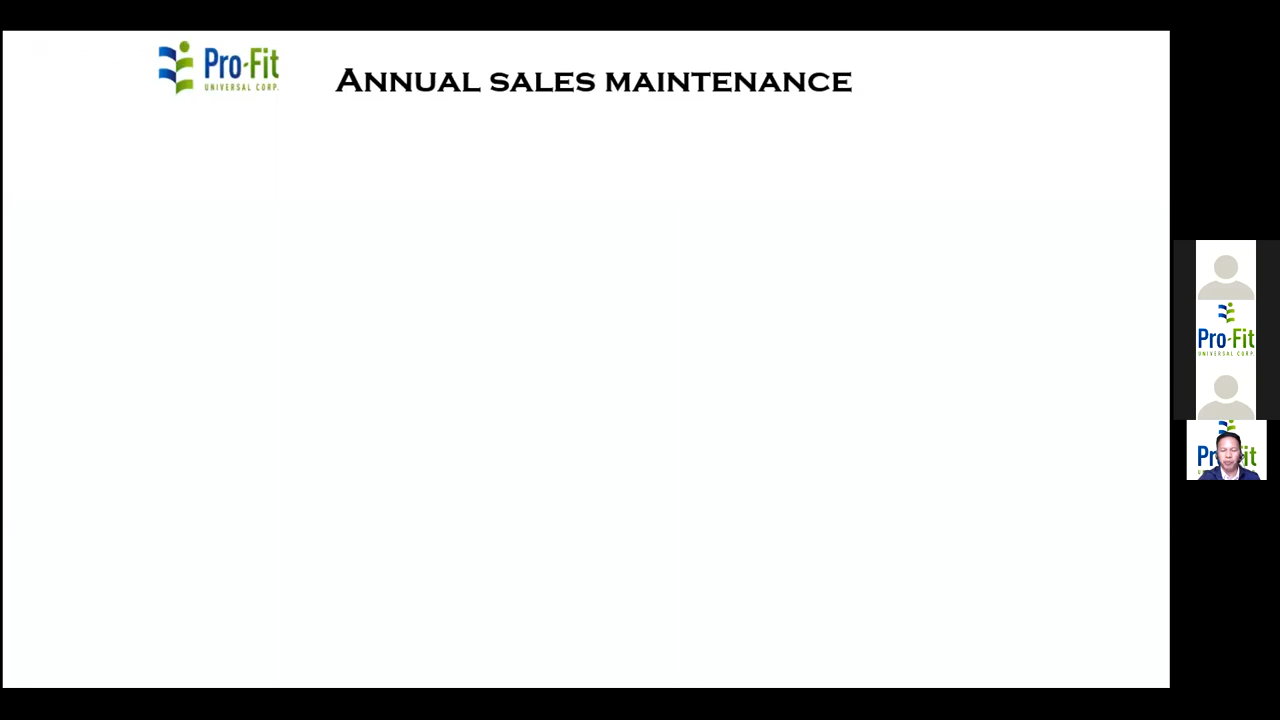 Pro-Fit
UNIVERSAL CORP.
ANNUAL SALES MAINTENANCE
Pro-Fit
UNIVERSAL CORP.